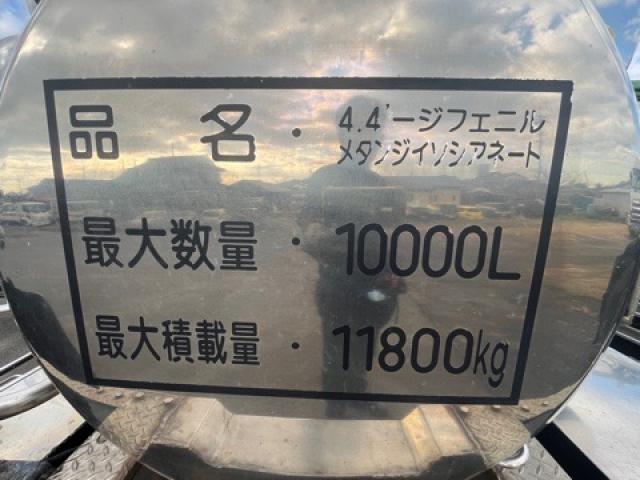 品名・4.4'ージフェニル
メタンジイソシアネート
最大数量・10000L
最大積載量・11800kg